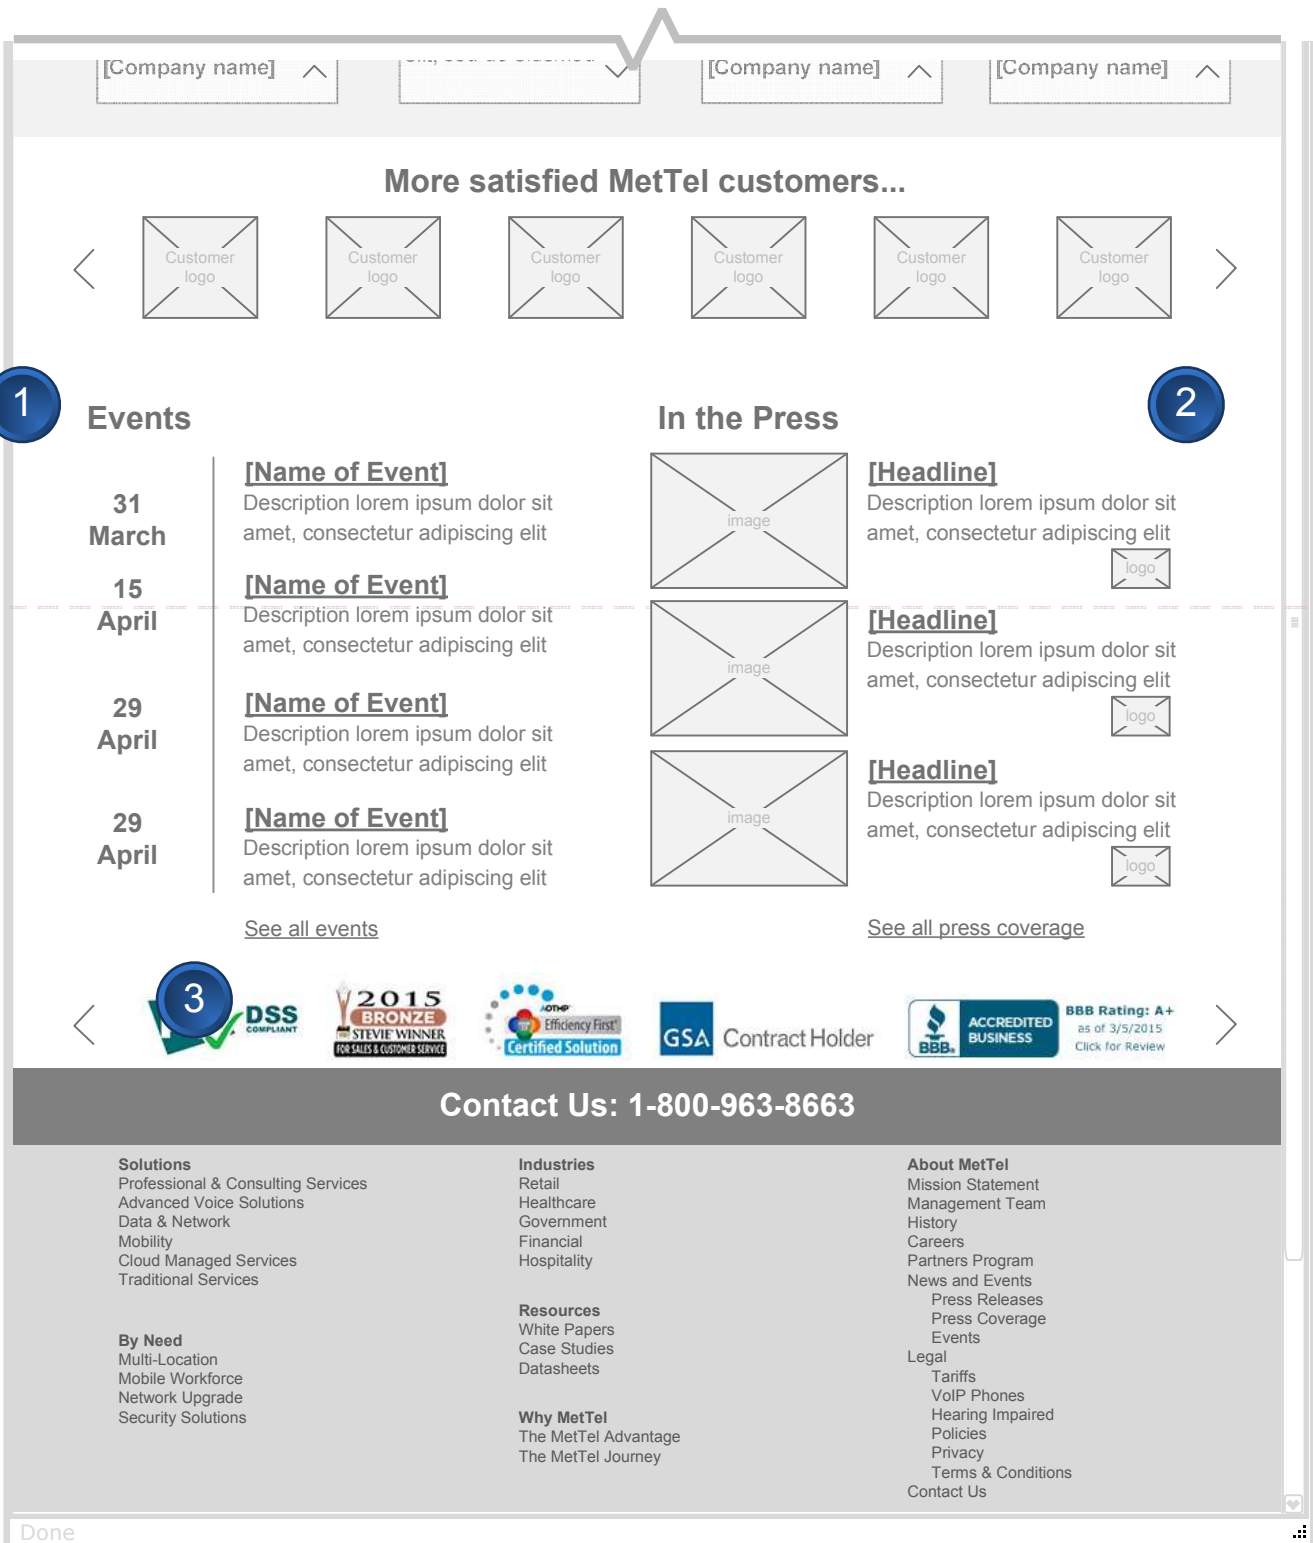 [Company name]
[Company name]
[Company name]
More satisfied MetTel customers...
Customer
logo
Customer
logo
Customer
logo
Customer
logo
Customer
logo
Customer
logo
1
2
Events
In the Press
31
March
[Name of Event]
Description lorem ipsum dolor sit
amet, consectetur adipiscing elit
15
April
[Name of Event]
Description lorem ipsum dolor sit
amet, consectetur adipiscing elit
29
April
[Name of Event]
Description lorem ipsum dolor sit
amet, consectetur adipiscing elit
29
April
[Name of Event]
Description lorem ipsum dolor sit
amet, consectetur adipiscing elit
See all events
image
[Headline]
Description lorem ipsum dolor sit
amet, consectetur adipiscing elit
logo
image
[Headline]
Description lorem ipsum dolor sit
amet, consectetur adipiscing elit
logo
image
[Headline]
Description lorem ipsum dolor sit
amet, consectetur adipiscing elit
logo
See all press coverage
3
DSS
COMPLIANT
2015
BRONZE
STEVIE WINNER
FOR SALES & CUSTOMER SERVICE
AOTMP
Efficiency First
Certified Solution
GSA Contract Holder
BBB.
ACCREDITED
BUSINESS
BBB Rating: A+
as of 3/5/2015
Click for Review
Contact Us: 1-800-963-8663
Solutions
Professional & Consulting Services
Advanced Voice Solutions
Data & Network
Mobility
Cloud Managed Services
Traditional Services
By Need
Multi-Location
Mobile Workforce
Network Upgrade
Security Solutions
Industries
Retail
Healthcare
Government
Financial
Hospitality
Resources
White Papers
Case Studies
Datasheets
Why MetTel
The MetTel Advantage
The MetTel Journey
About MetTel
Mission Statement
Management Team
History
Careers
Partners Program
News and Events
Press Releases
Press Coverage
Events
Legal
Tariffs
VoIP Phones
Hearing Impaired
Policies
Privacy
Terms & Conditions
Contact Us
Done